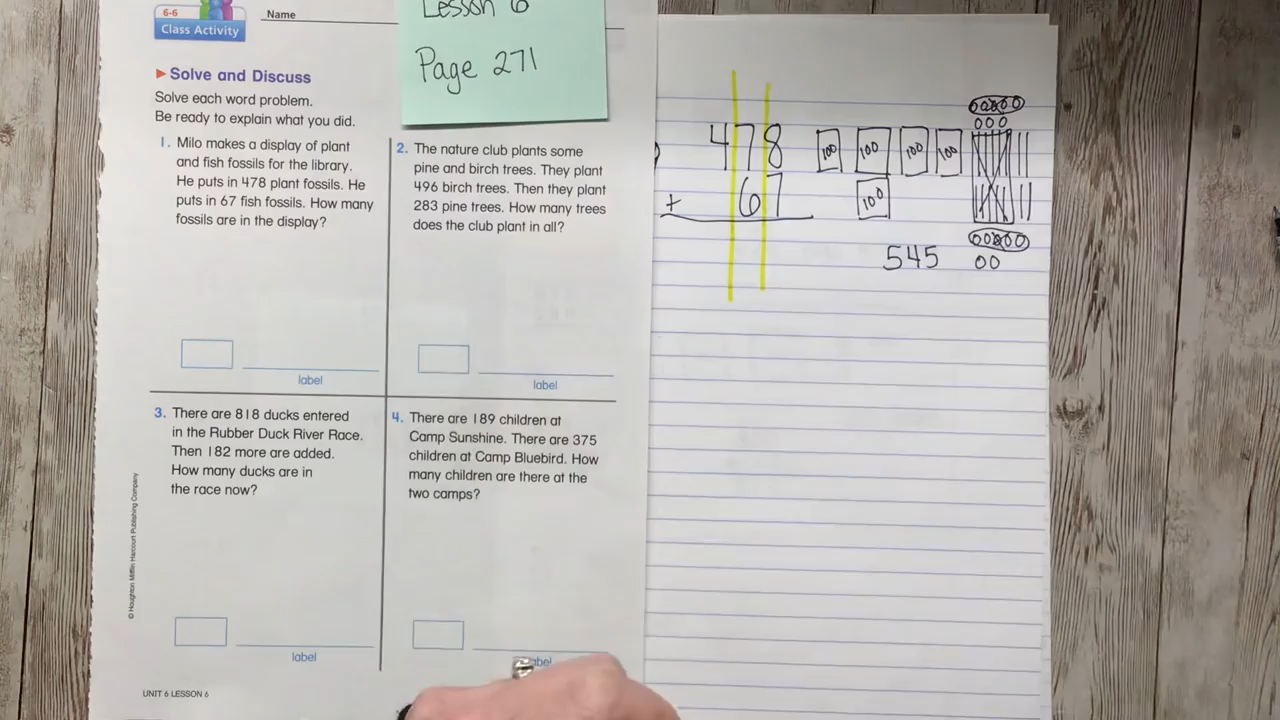 6-6
Class Activity
Name
Lesson 6
Page 271
Solve and Discuss
Solve each word problem.
Be ready to explain what you did.
1. Milo makes a display of plant
and fish fossils for the library.
He puts in 478 plant fossils. He
puts in 67 fish fossils. How many
fossils are in the display?
label
2. The nature club plants some
pine and birch trees. They plant
496 birch trees. Then they plant
283 pine trees. How many trees
does the club plant in all?
label
3. There are 818 ducks entered
in the Rubber Duck River Race.
Then 182 more are added.
How many ducks are in
the race now?
label
4. There are 189 children at
Camp Sunshine. There are 375
children at Camp Bluebird. How
many children are there at the
two camps?
label
© Houghton Mifflin Harcourt Publishing Company
UNIT 6 LESSON 6
478
+ 67
100 100 100 100
100
545